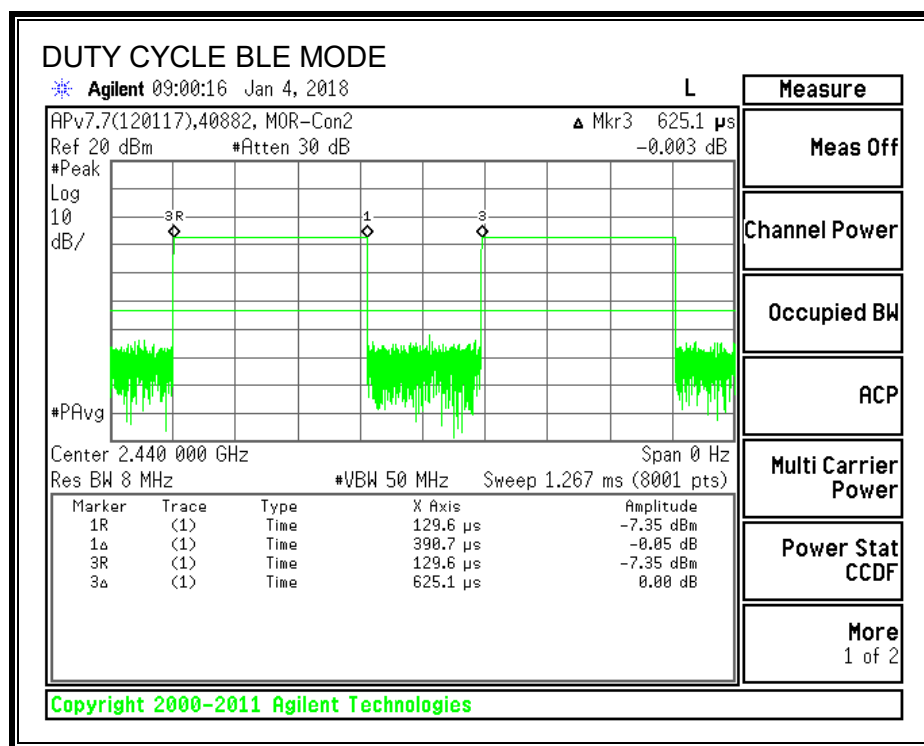 DUTY CYCLE BLE MODE
Agilent 09:00:16 Jan 4, 2018 L
APv7.7(120117),40882, MOR-Con2 Δ Mkr3 625.1 µs
Ref 20 dBm #Atten 30 dB -0.003 dB
#Peak
Log
10
dB/
3R 1 3
#PAvg
Center 2.440 000 GHz Span 0 Hz
Res BW 8 MHz #VBW 50 MHz Sweep 1.267 ms (8001 pts)
Marker Trace Type X Axis Amplitude
1R (1) Time 129.6 µs -7.35 dBm
1Δ (1) Time 390.7 µs -0.05 dB
3R (1) Time 129.6 µs -7.35 dBm
3Δ (1) Time 625.1 µs 0.00 dB
Measure
Meas Off
Channel Power
Occupied BW
ACP
Multi Carrier
Power
Power Stat
CCDF
More
1 of 2
Copyright 2000-2011 Agilent Technologies